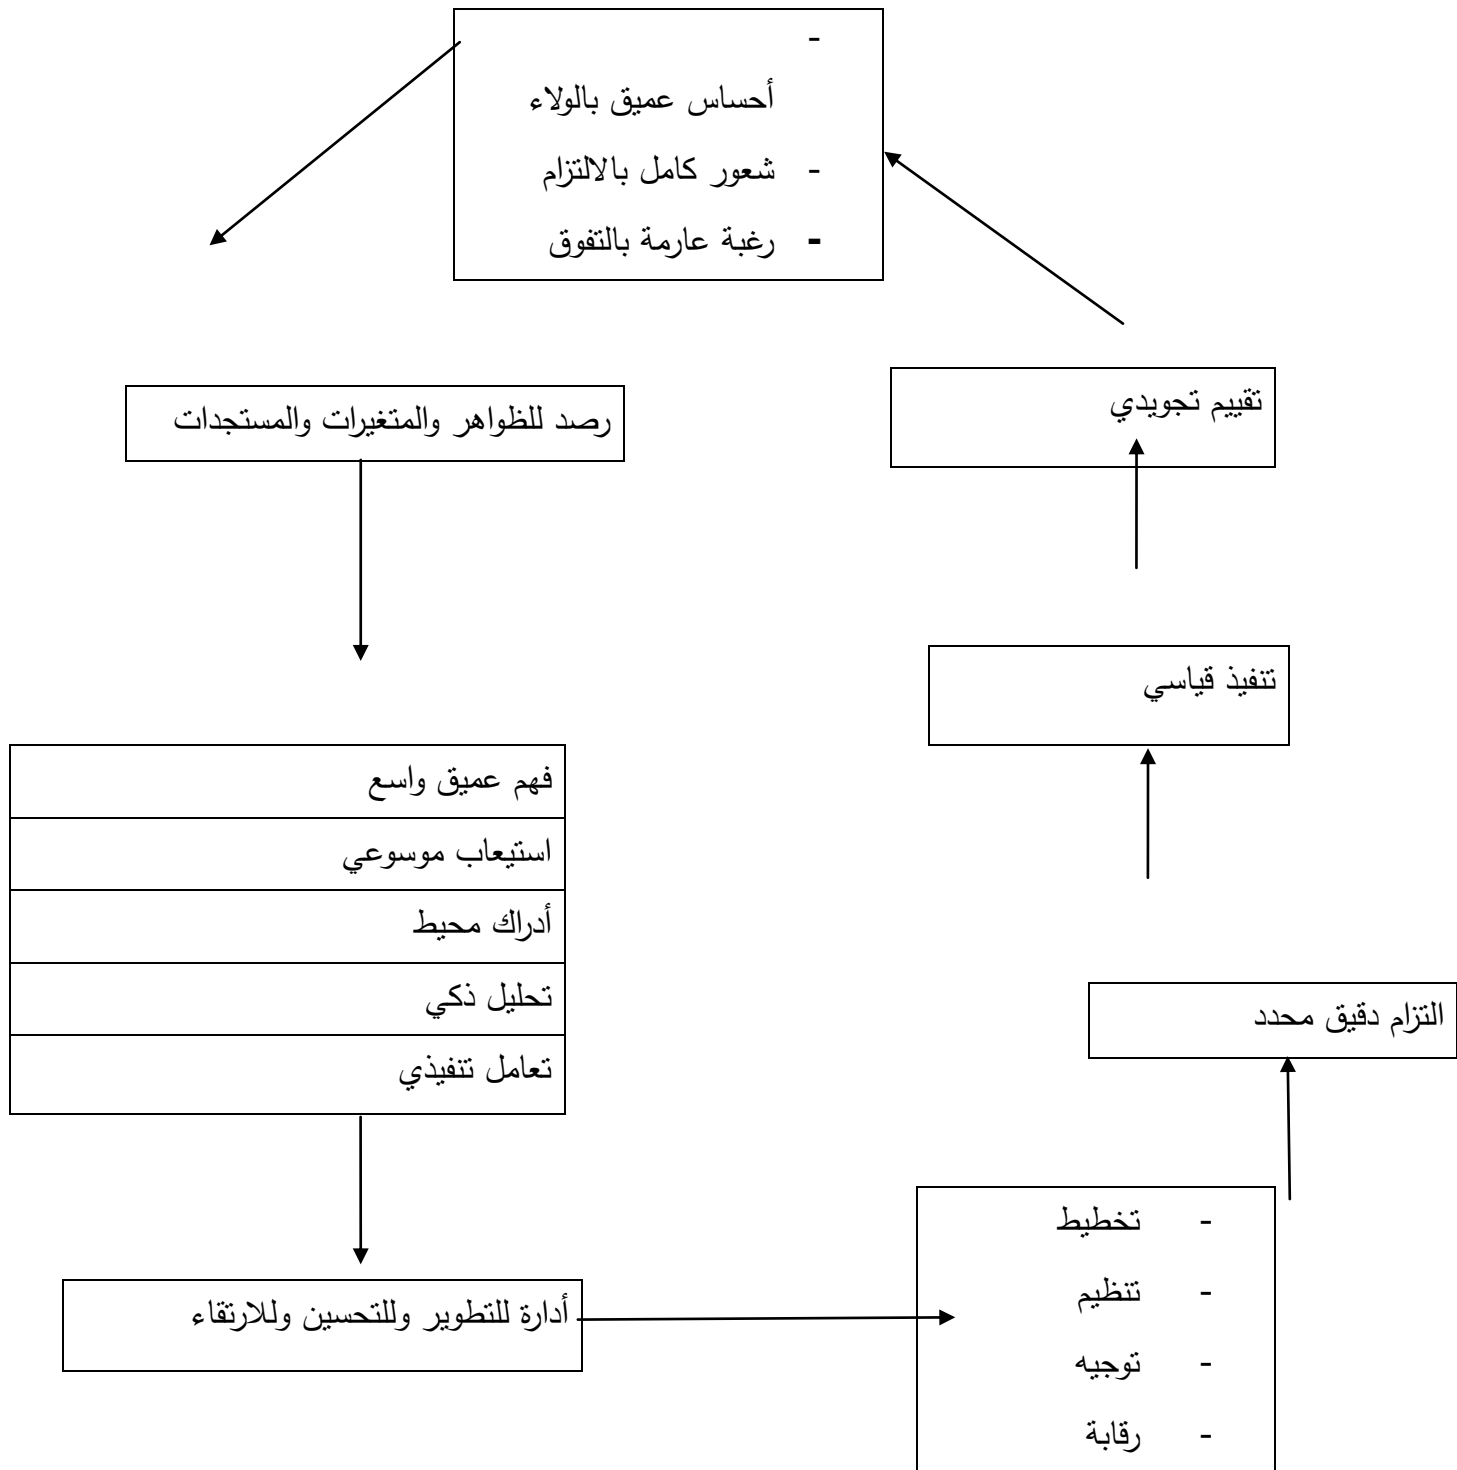 -
أحساس عميق بالولاء
- شعور كامل بالالتزام
- رغبة عارمة بالتفوق
تقييم تجويدي
رصد للظواهر والمتغيرات والمستجدات
تنفيذ قياسي
فهم عميق واسع
استيعاب موسوعي
أدراك محيط
تحليل ذكي
تعامل تنفيذي
التزام دقيق محدد
أدارة للتطوير وللتحسين وللارتقاء
- تخطيط
- تنظيم
- توجيه
- رقابة